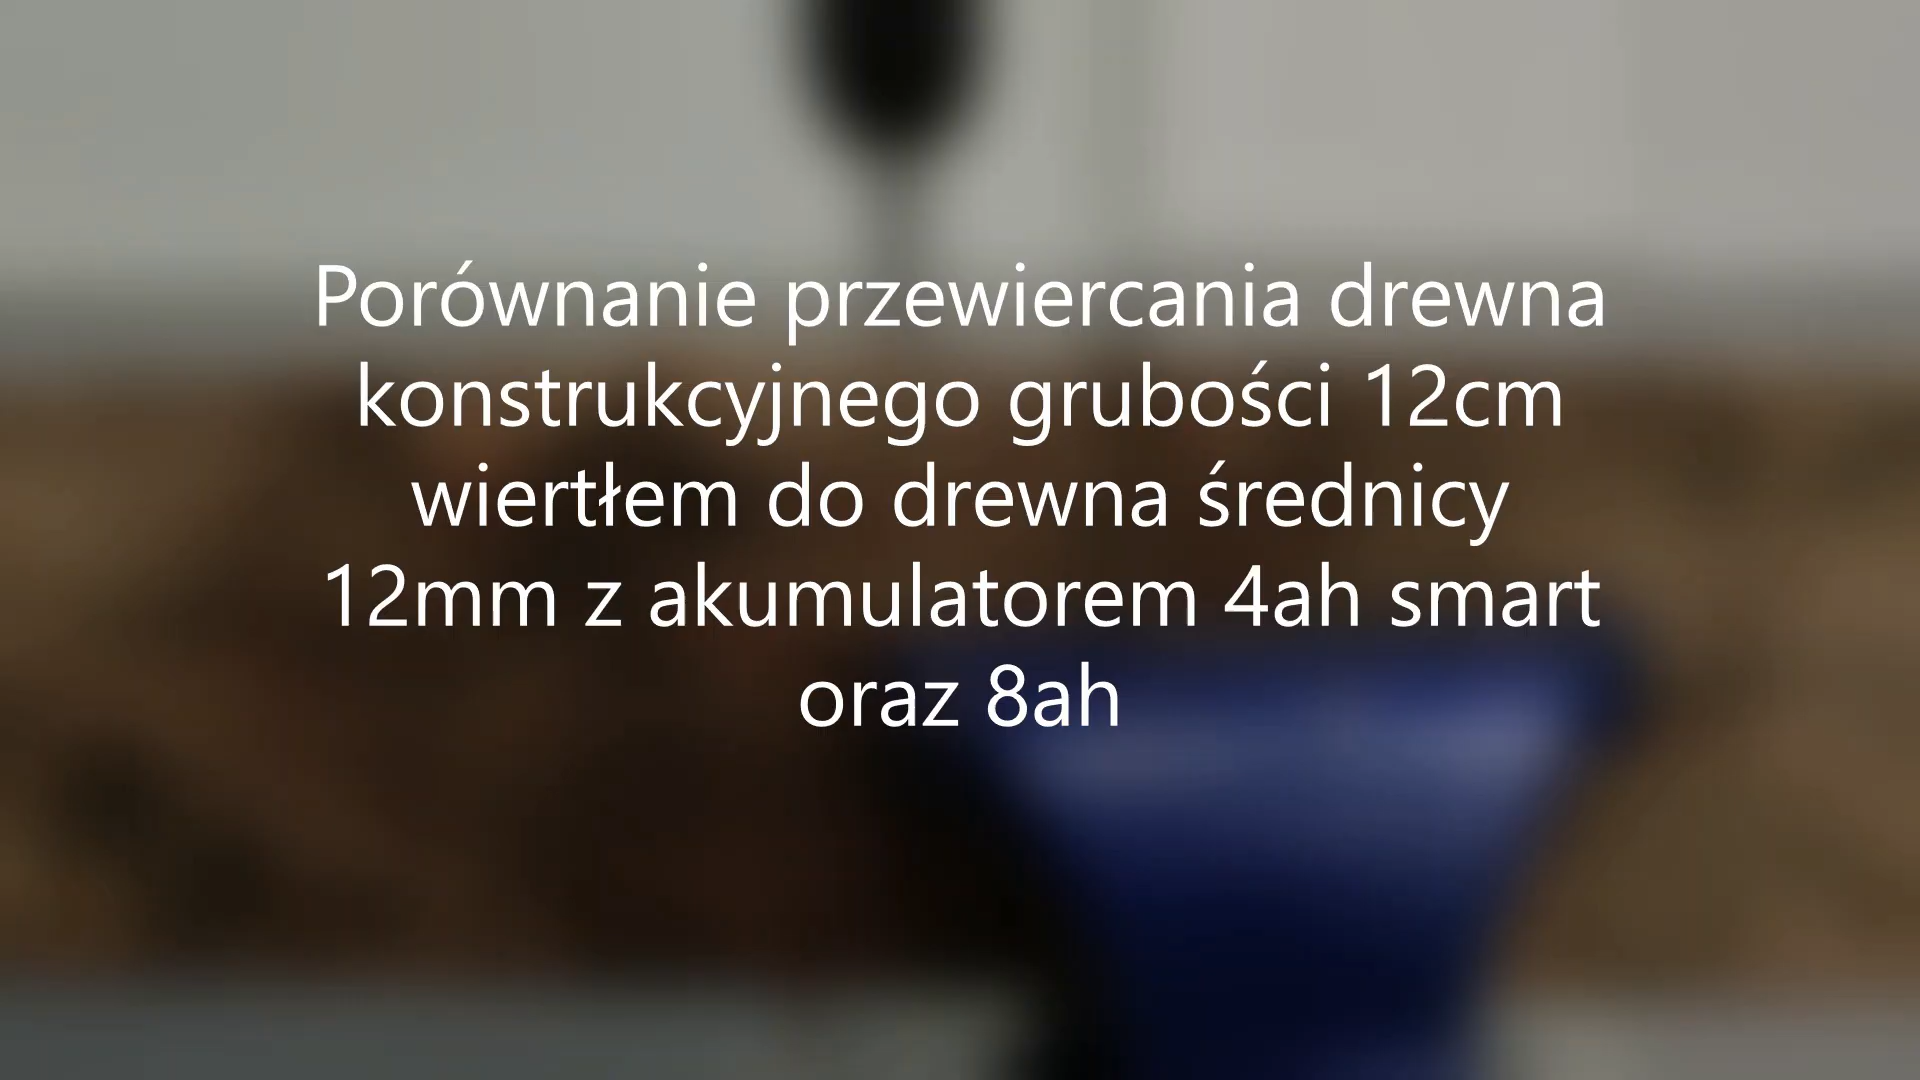 Porównanie przewiercania drewna
konstrukcyjnego grubości 12cm
wiertłem do drewna średnicy
12mm z akumulatorem 4ah smart
oraz 8ah